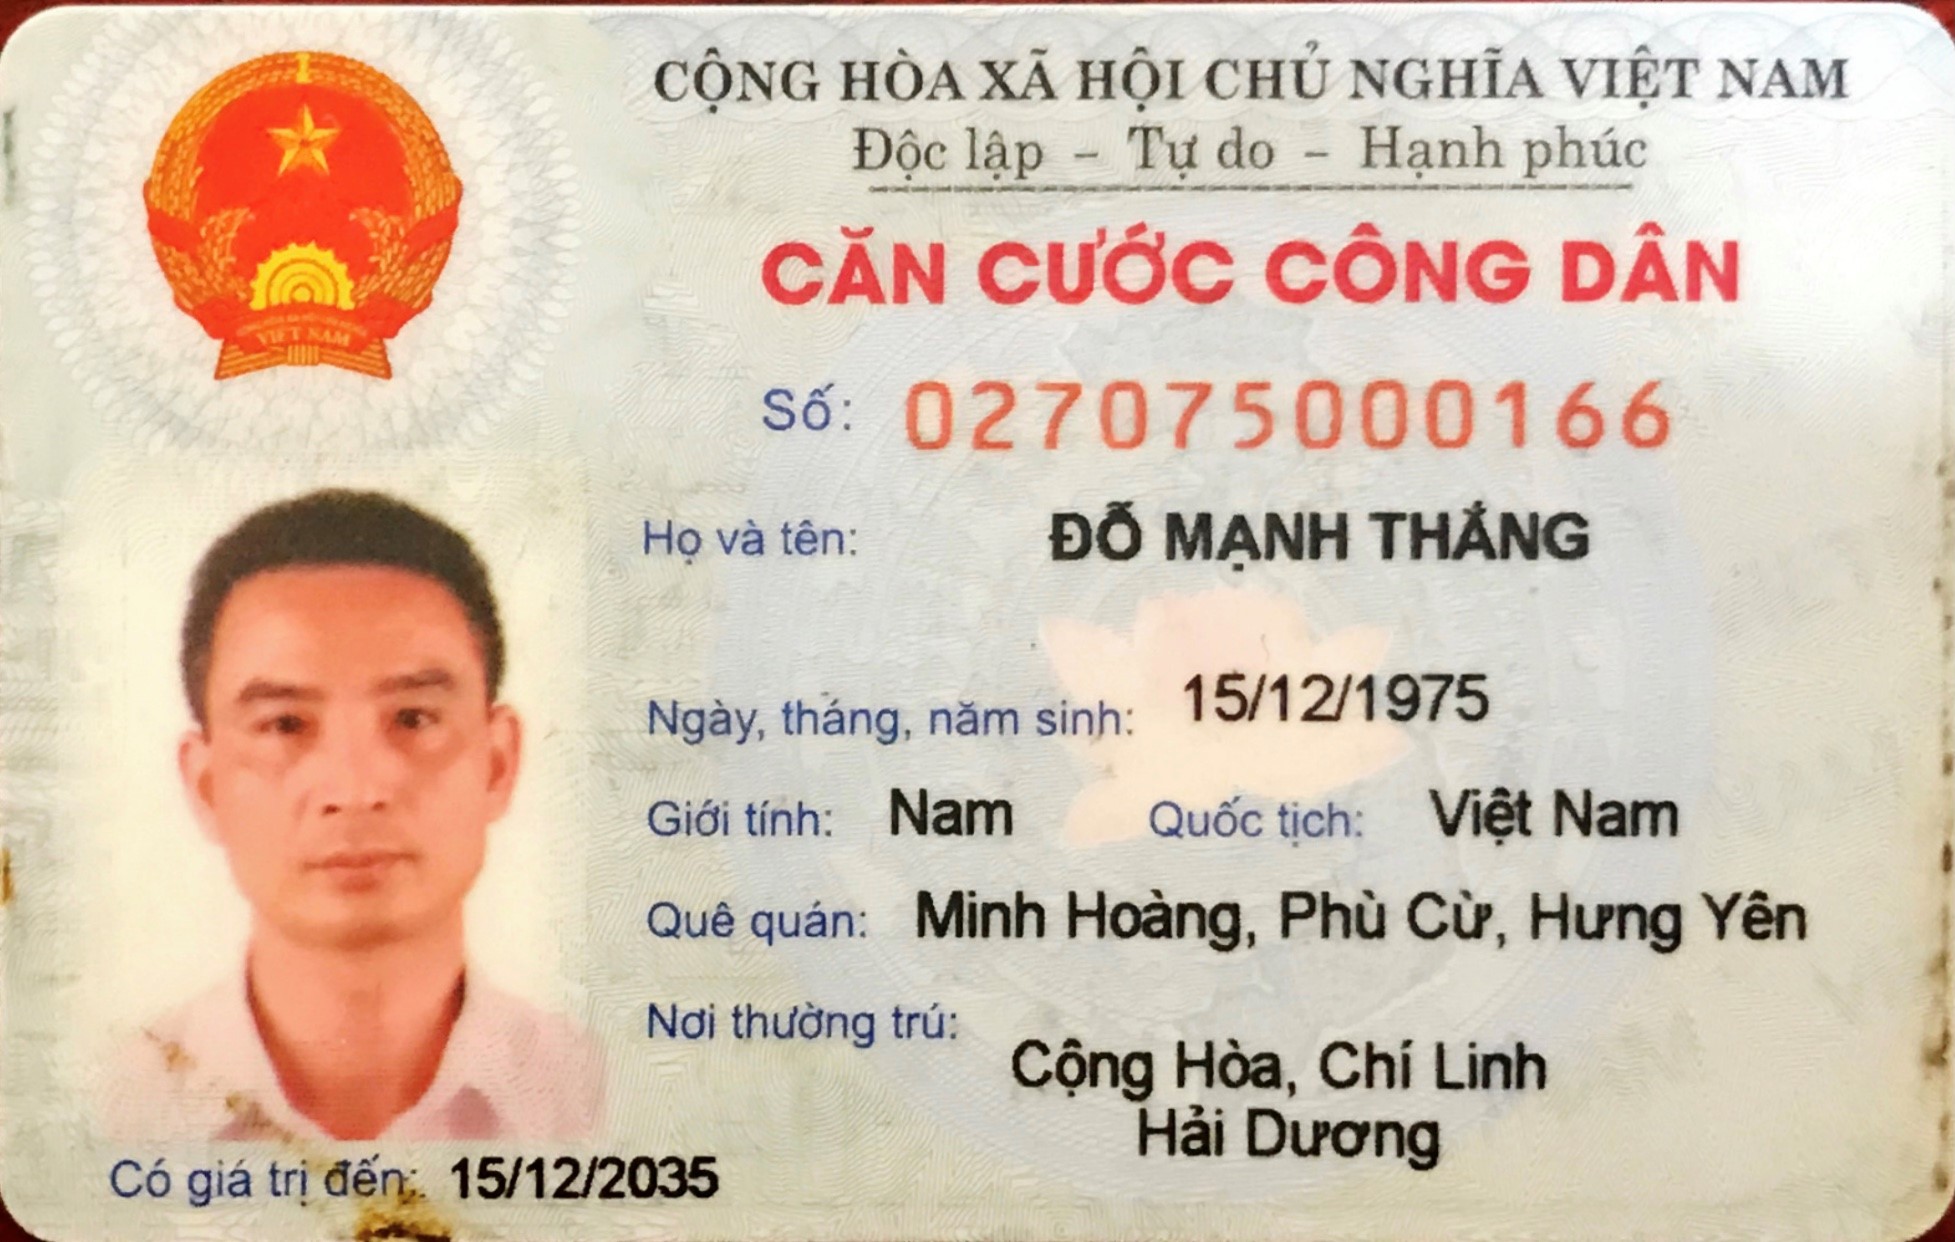 CỘNG HÒA XÃ HỘI CHỦ NGHĨA VIỆT NAM
Độc lập - Tự do - Hạnh phúc
CĂN CƯỚC CÔNG DÂN
Số: 027075000166
Họ và tên: ĐỖ MẠNH THẮNG
Ngày, tháng, năm sinh: 15/12/1975
Giới tính: Nam Quốc tịch: Việt Nam
Quê quán: Minh Hoàng, Phù Cừ, Hưng Yên
Nơi thường trú:
Cộng Hòa, Chí Linh
Hải Dương
Có giá trị đến: 15/12/2035
VIỆT NAM